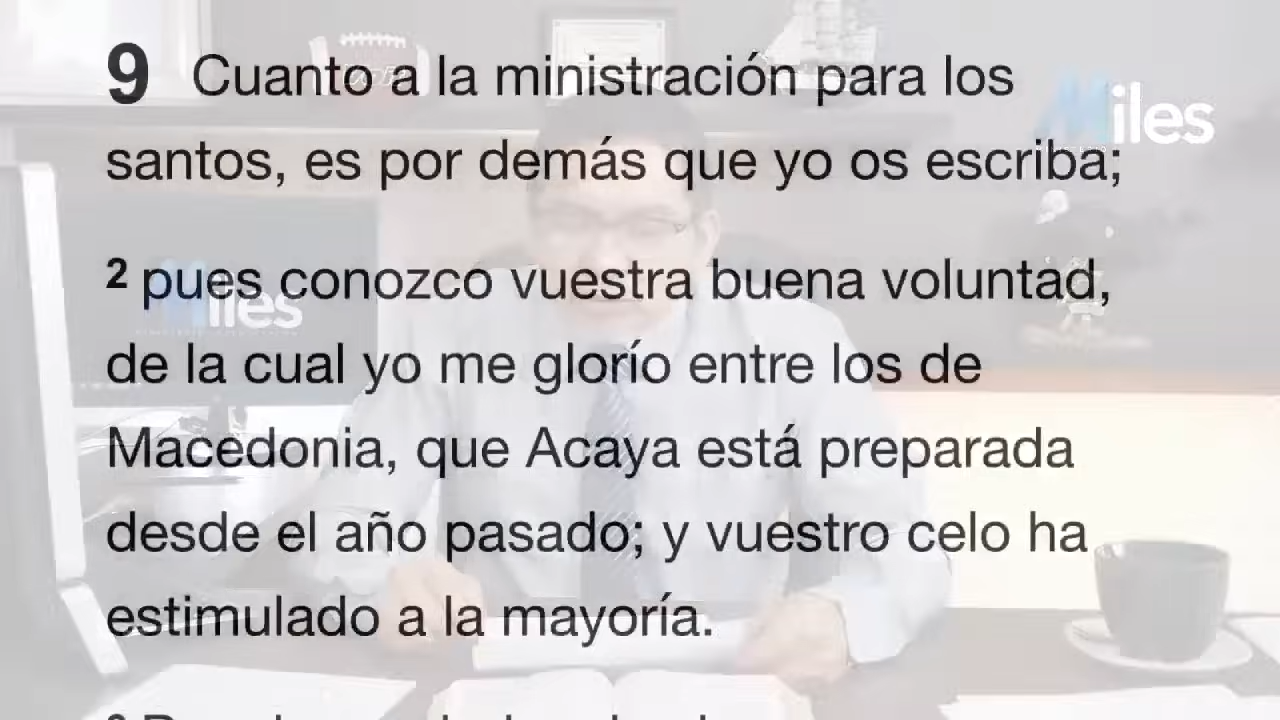 9 Cuanto a la ministración para los
santos, es por demás que yo os escriba;
2 pues conozco vuestra buena voluntad,
de la cual yo me glorío entre los de
Macedonia, que Acaya está preparada
desde el año pasado; y vuestro celo ha
estimulado a la mayoría.
Miles
Miles